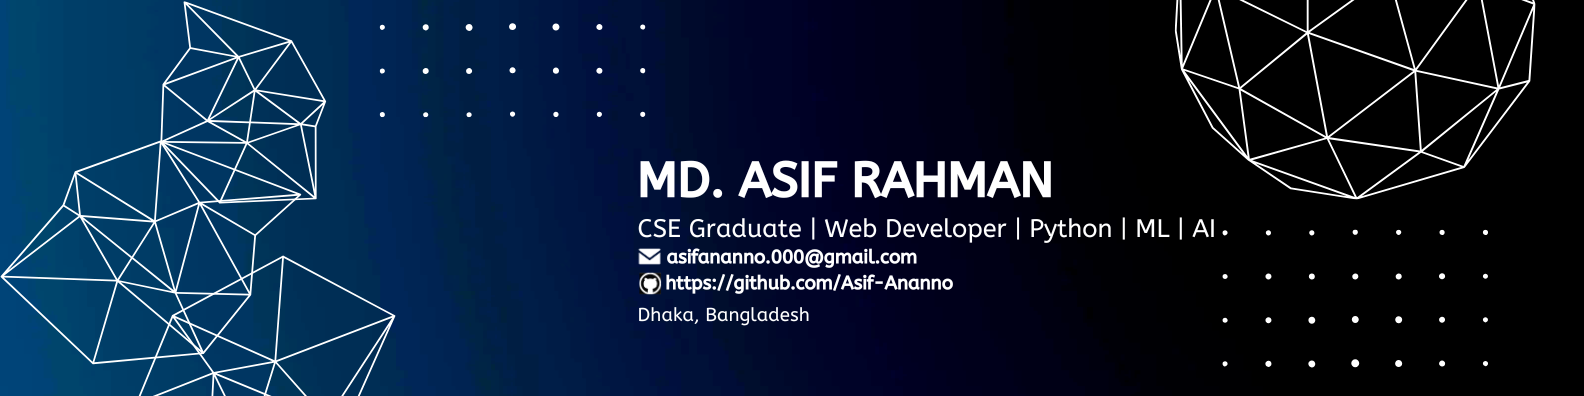 MD. ASIF RAHMAN
CSE Graduate | Web Developer | Python | ML | AI
asifananno.000@gmail.com
https://github.com/Asif-Ananno
Dhaka, Bangladesh